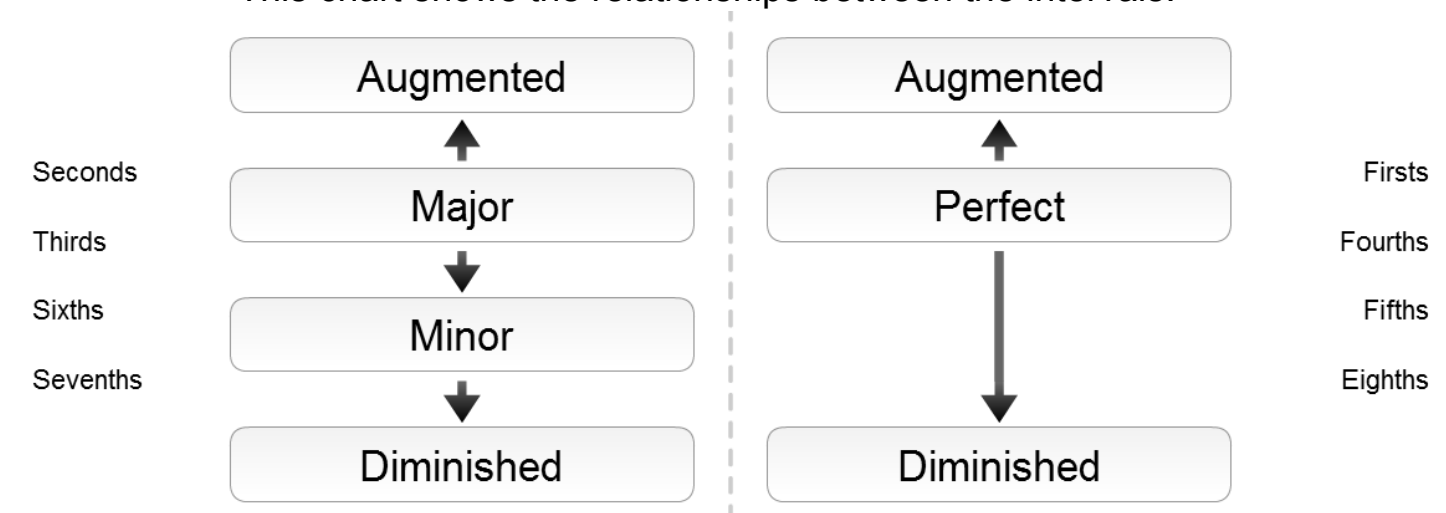 This chart shows the relationships between the intervals.
Augmented
Augmented
Seconds
Major
Perfect
Firsts
Thirds
Fourths
Sixths
Minor
Fifths
Sevenths
Eighths
Diminished
Diminished